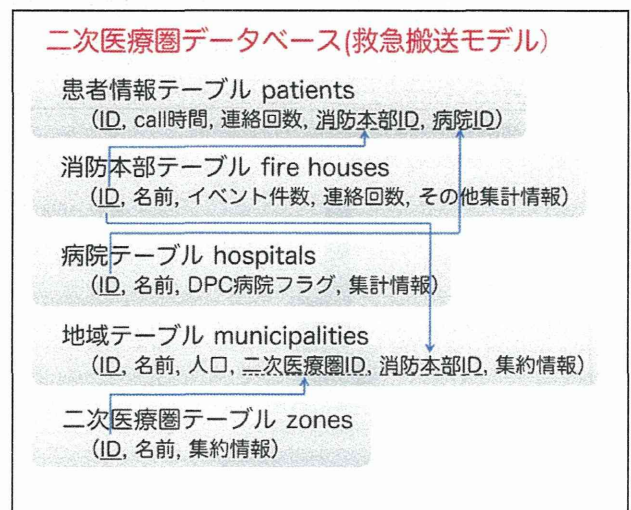 二次医療圏データベース(救急搬送モデル)
患者情報テーブル patients
(ID, call時間, 連絡回数, 消防本部ID, 病院ID)
消防本部テーブル fire houses
(ID, 名前, イベント件数, 連絡回数, その他集計情報)
病院テーブル hospitals
(ID, 名前, DPC病院フラグ, 集計情報)
地域テーブル municipalities
(ID, 名前, 人口, 二次医療圏ID, 消防本部ID, 集約情報)
二次医療圏テーブル zones
(ID, 名前, 集約情報)